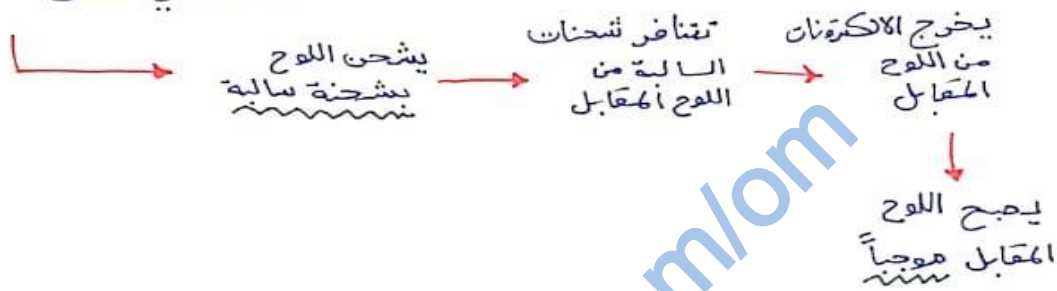 يشحن اللوح
بشحنة سالبة
تتنافر شحنات
السالبة من
اللوح المقابل
يخرج الالكترونات
من اللوح
المقابل
يصبح اللوح
المقابل موجباً
m/om